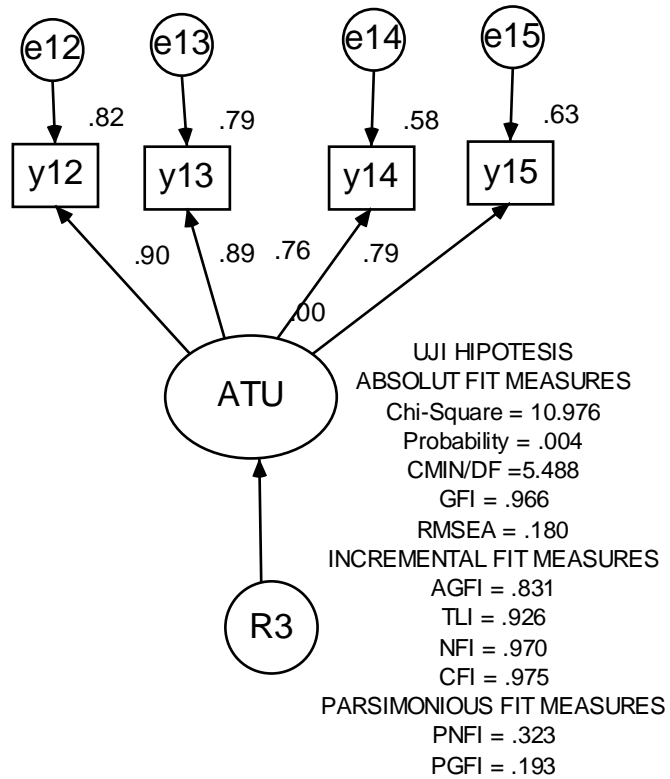 e12
e13
e14
e15
.82
.79
.58
.63
y12
y13
y14
y15
.90
.89
.76
.79
.00
ATU
R3
UJI HIPOTESIS
ABSOLUT FIT MEASURES
Chi-Square = 10.976
Probability = .004
CMIN/DF =5.488
GFI = .966
RMSEA = .180
INCREMENTAL FIT MEASURES
AGFI = .831
TLI = .926
NFI = .970
CFI = .975
PARSIMONIOUS FIT MEASURES
PNFI = .323
PGFI = .193